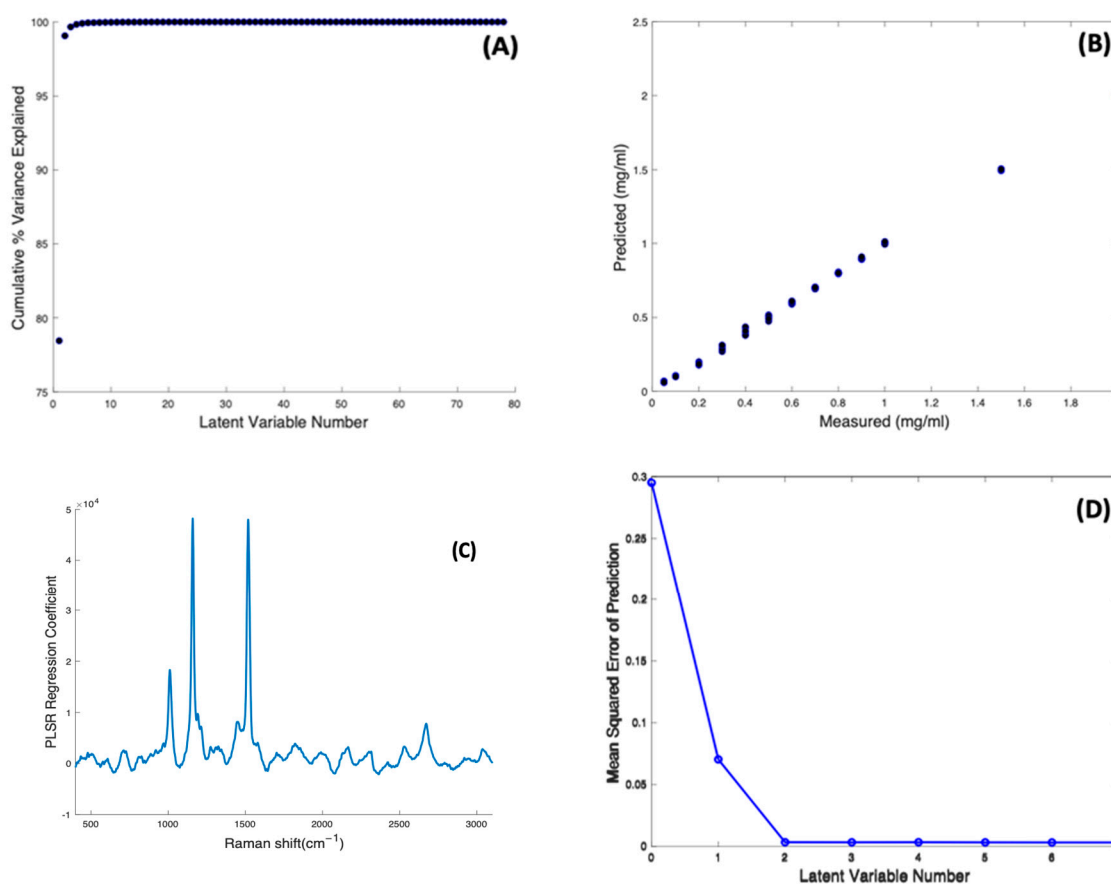 (A)
100
95
90
85
80
75
Cumulative % Variance Explained
0 10 20 30 40 50 60 70 80
Latent Variable Number
(B)
2.5
2
1.5
1
0.5
0
Predicted (mg/ml)
0 0.2 0.4 0.6 0.8 1 1.2 1.4 1.6 1.8
Measured (mg/ml)
(C)
×10⁴
5
4
3
2
1
0
-1
PLSR Regression Coefficient
500 1000 1500 2000 2500 3000
Raman shift(cm⁻¹)
(D)
0.3
0.25
0.2
0.15
0.1
0.05
0
Mean Squared Error of Prediction
0 1 2 3 4 5 6
Latent Variable Number